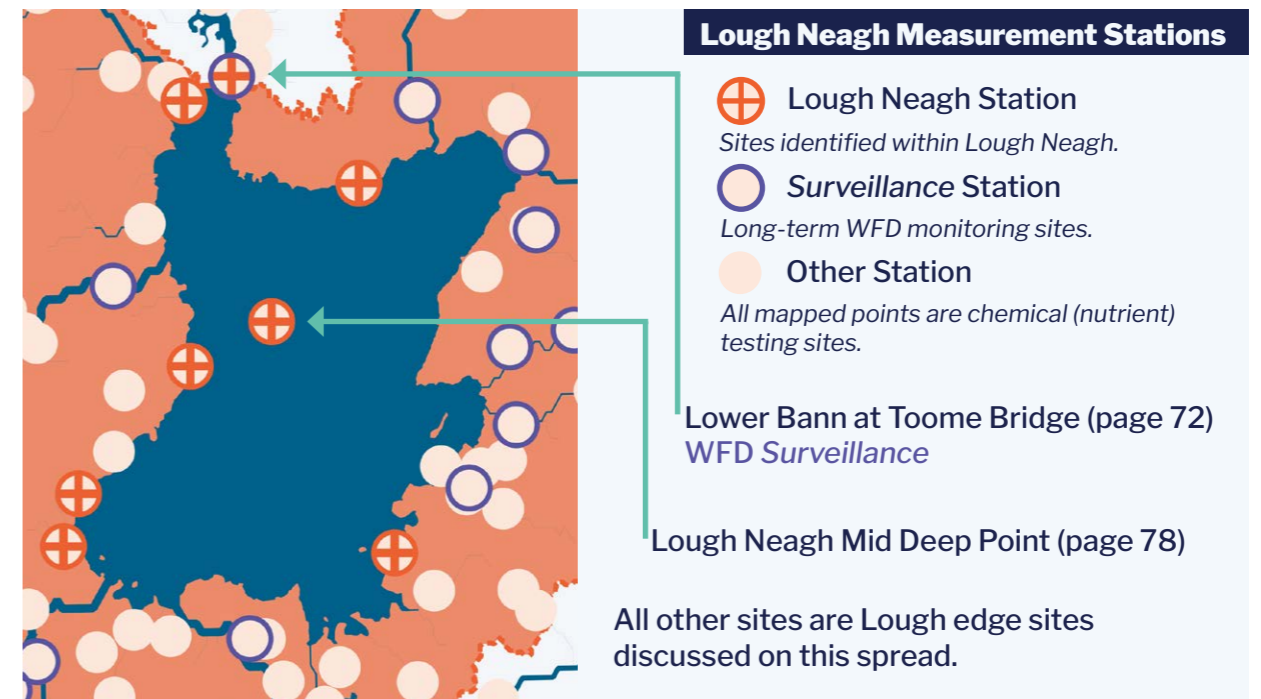 Lough Neagh Measurement Stations
Lough Neagh Station
Sites identified within Lough Neagh.
Surveillance Station
Long-term WFD monitoring sites.
Other Station
All mapped points are chemical (nutrient)
testing sites.
Lower Bann at Toome Bridge (page 72)
WFD Surveillance
Lough Neagh Mid Deep Point (page 78)
All other sites are Lough edge sites
discussed on this spread.